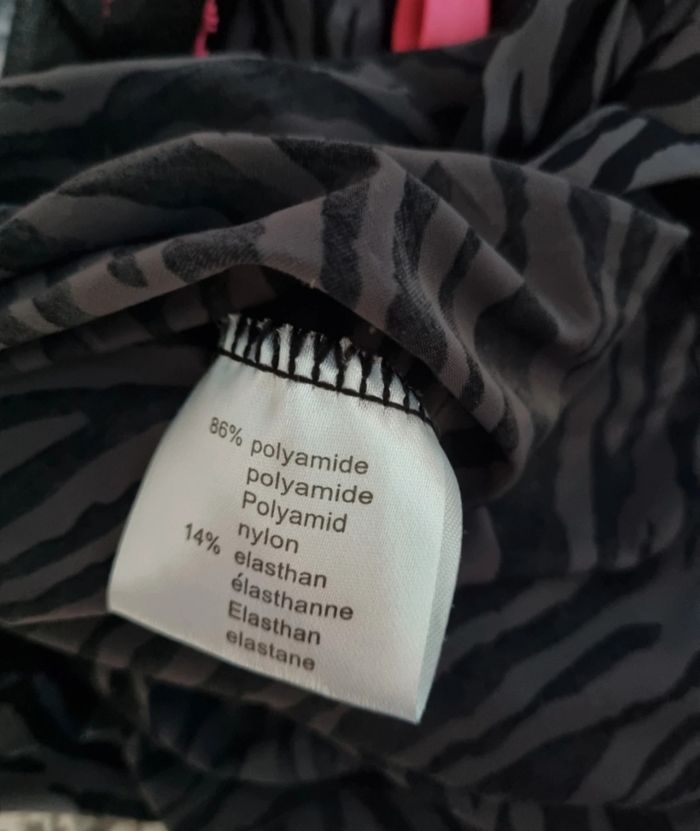 86% polyamide
polyamide
Polyamid
nylon
14% elasthan
élasthanne
Elasthan
elastane